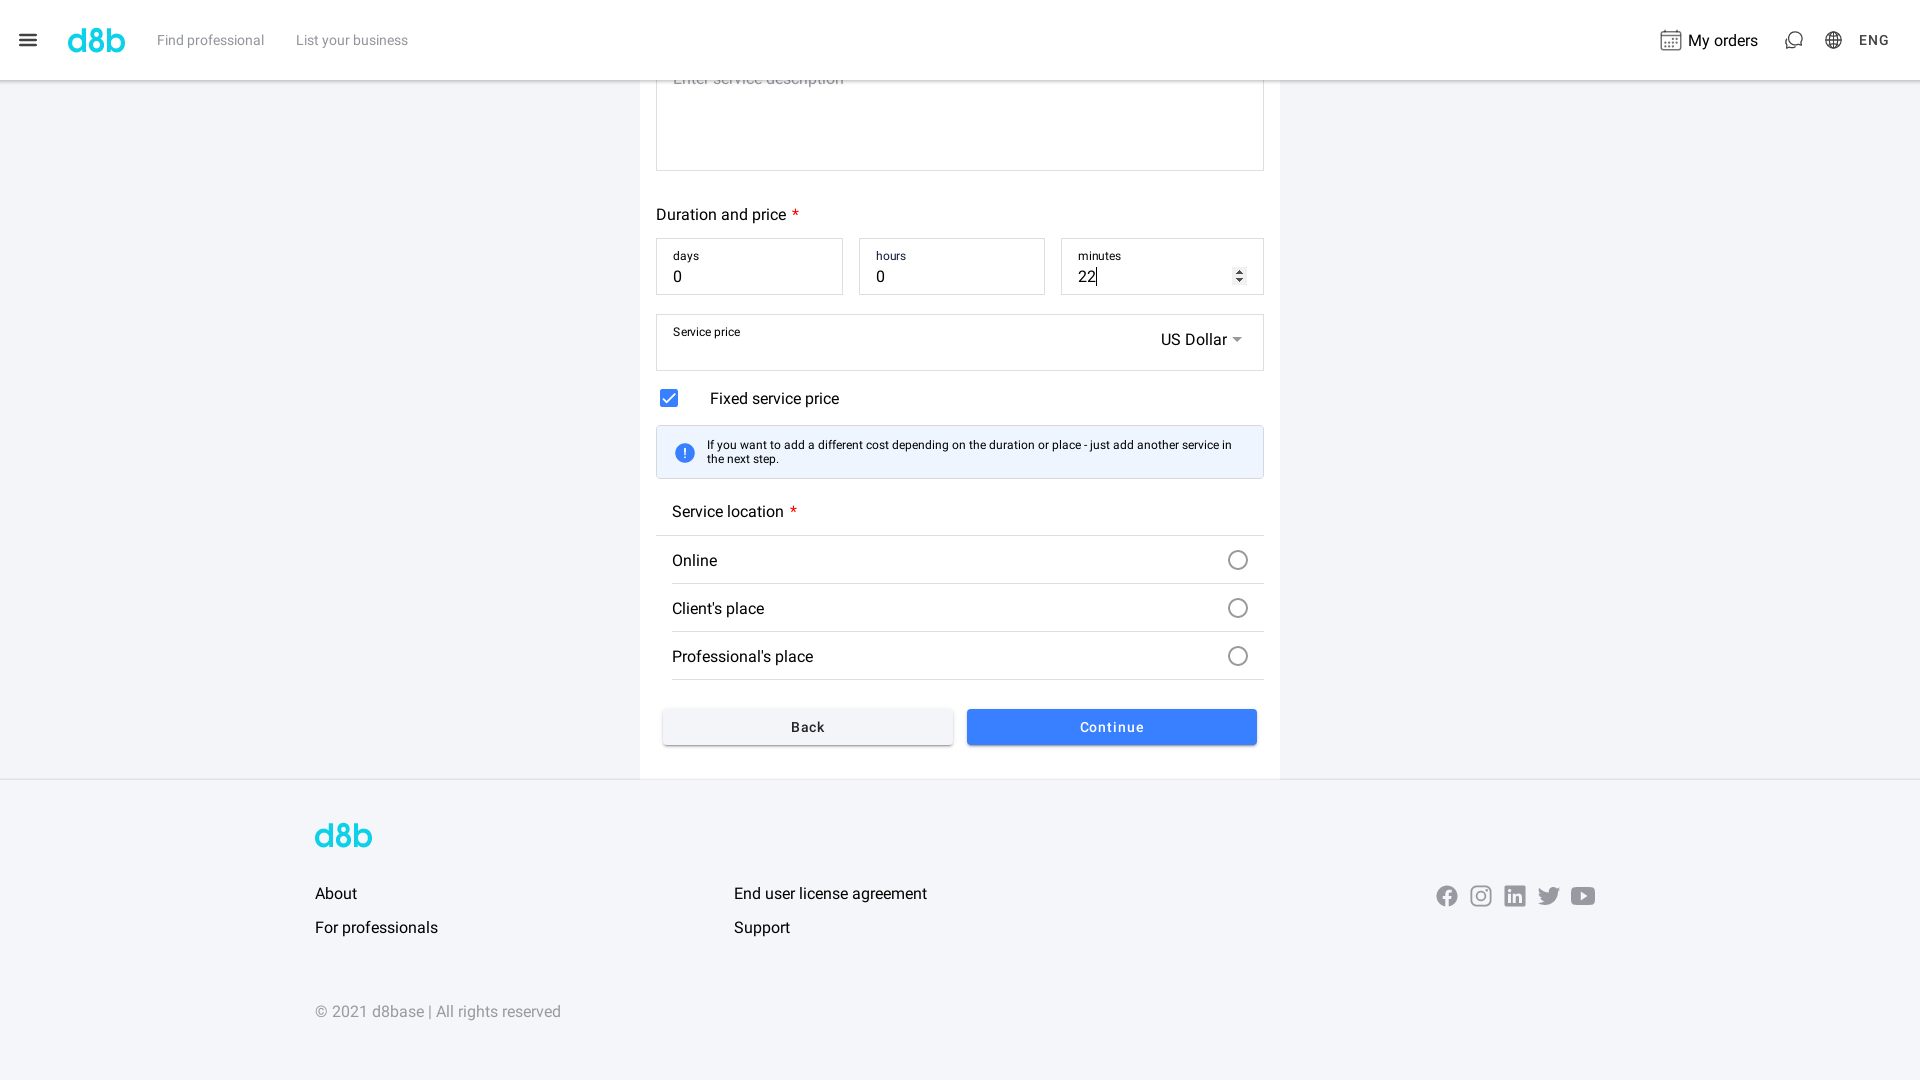 d8b
Find professional
List your business
My orders
ENG
Enter service description
Duration and price *
days
0
hours
0
minutes
22
Service price
US Dollar
Fixed service price
If you want to add a different cost depending on the duration or place - just add another service in
the next step.
Service location *
Online
Client's place
Professional's place
Back
Continue
d8b
About
End user license agreement
For professionals
Support
© 2021 d8base | All rights reserved